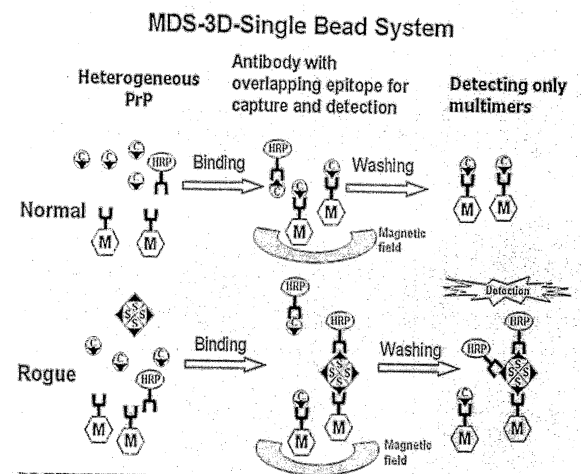 MDS-3D-Single Bead System
Heterogeneous
PrP
Antibody with
overlapping epitope for
capture and detection
Detecting only
multimers
C
C
C
C
HRP
Binding
HRP
C
C
C
Washing
C
C
Normal
M
M
M
M
Magnetic
field
M
M
S
S
S
S
C
C
C
HRP
Rogue
M
M
Binding
HRP
C
HRP
S
S
S
S
C
M
M
Magnetic
field
Washing
Detection
HRP
HRP
S
S
S
S
C
M
M